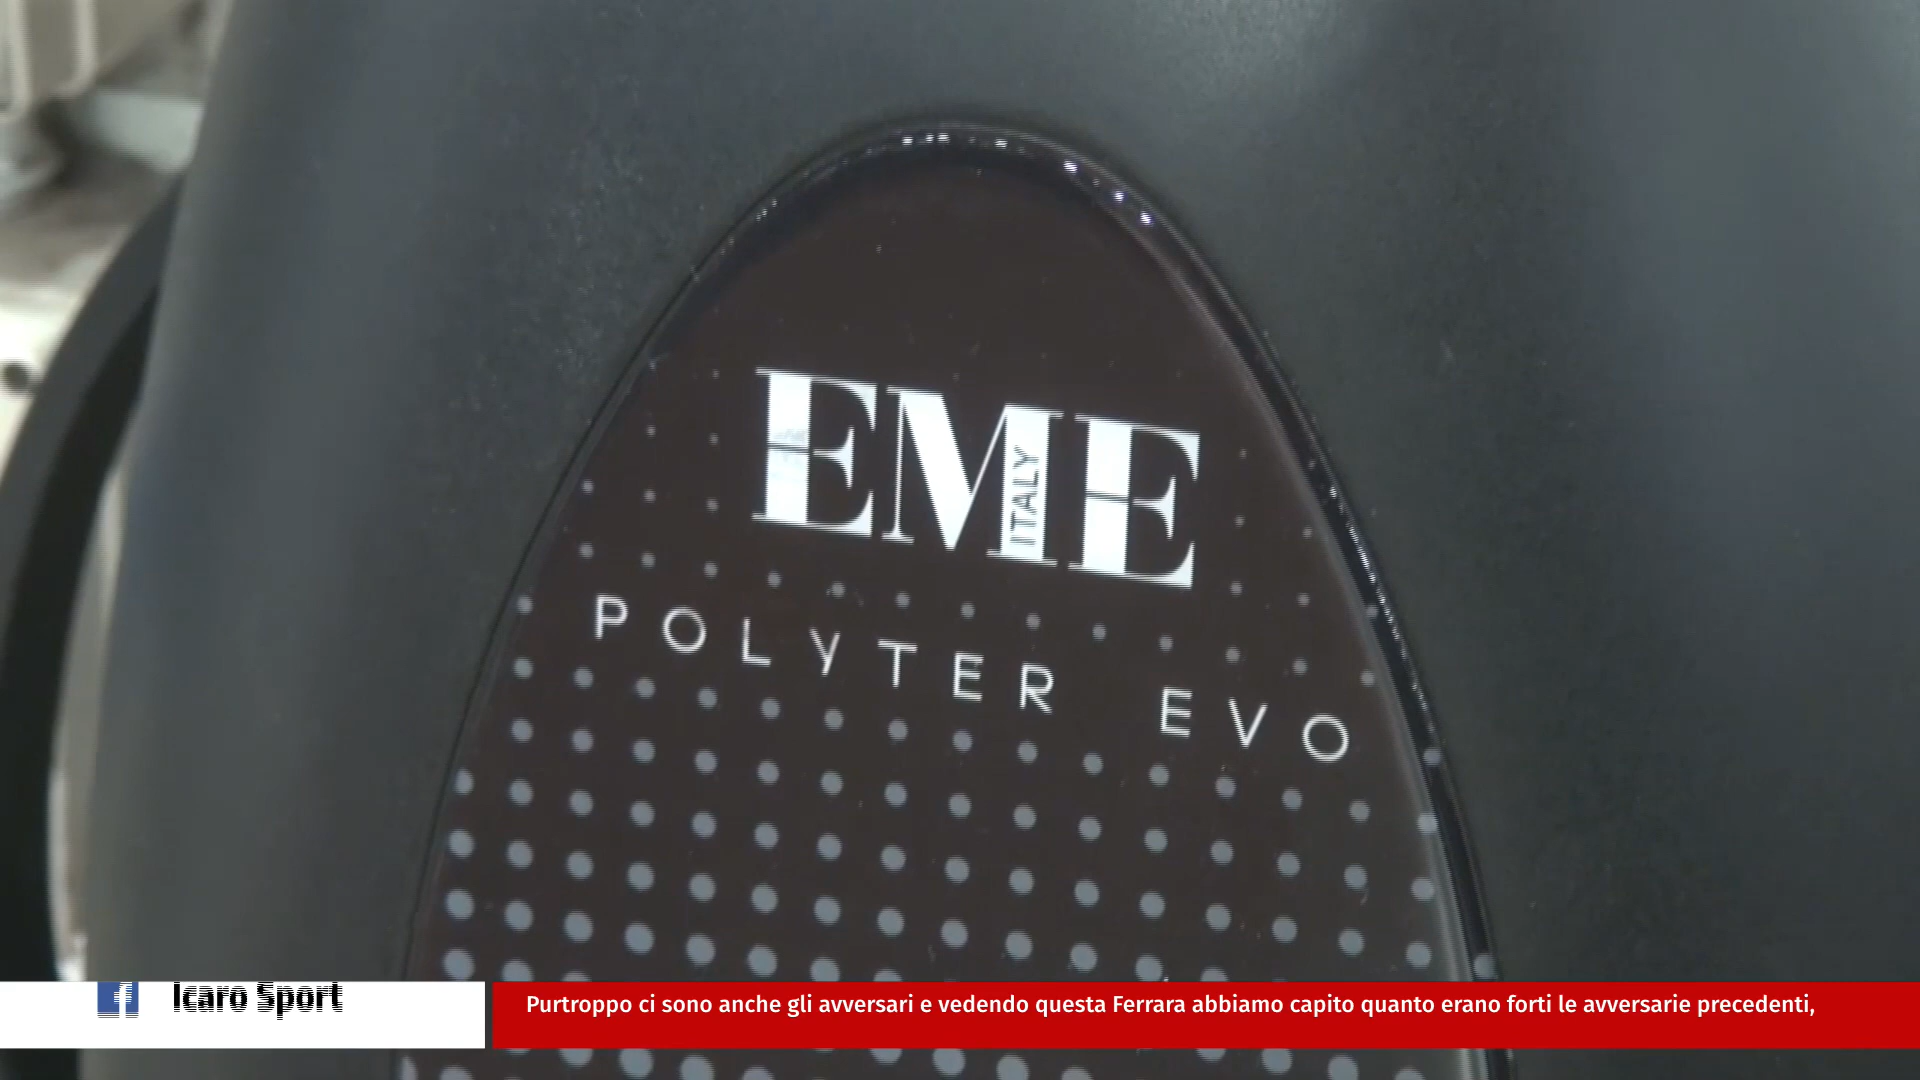 EME
ITALY
POLYTER EVO
Icaro Sport
Purtroppo ci sono anche gli avversari e vedendo questa Ferrara abbiamo capito quanto erano forti le avversarie precedenti,